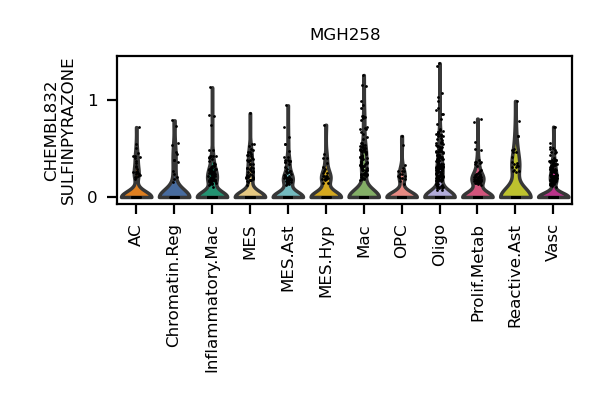 MGH258
CHEMBL832
SULFINPYRAZONE
1
0
AC
Chromatin.Reg
Inflammatory.Mac
MES
MES.Ast
MES.Hyp
Mac
OPC
Oligo
Prolif.Metab
Reactive.Ast
Vasc